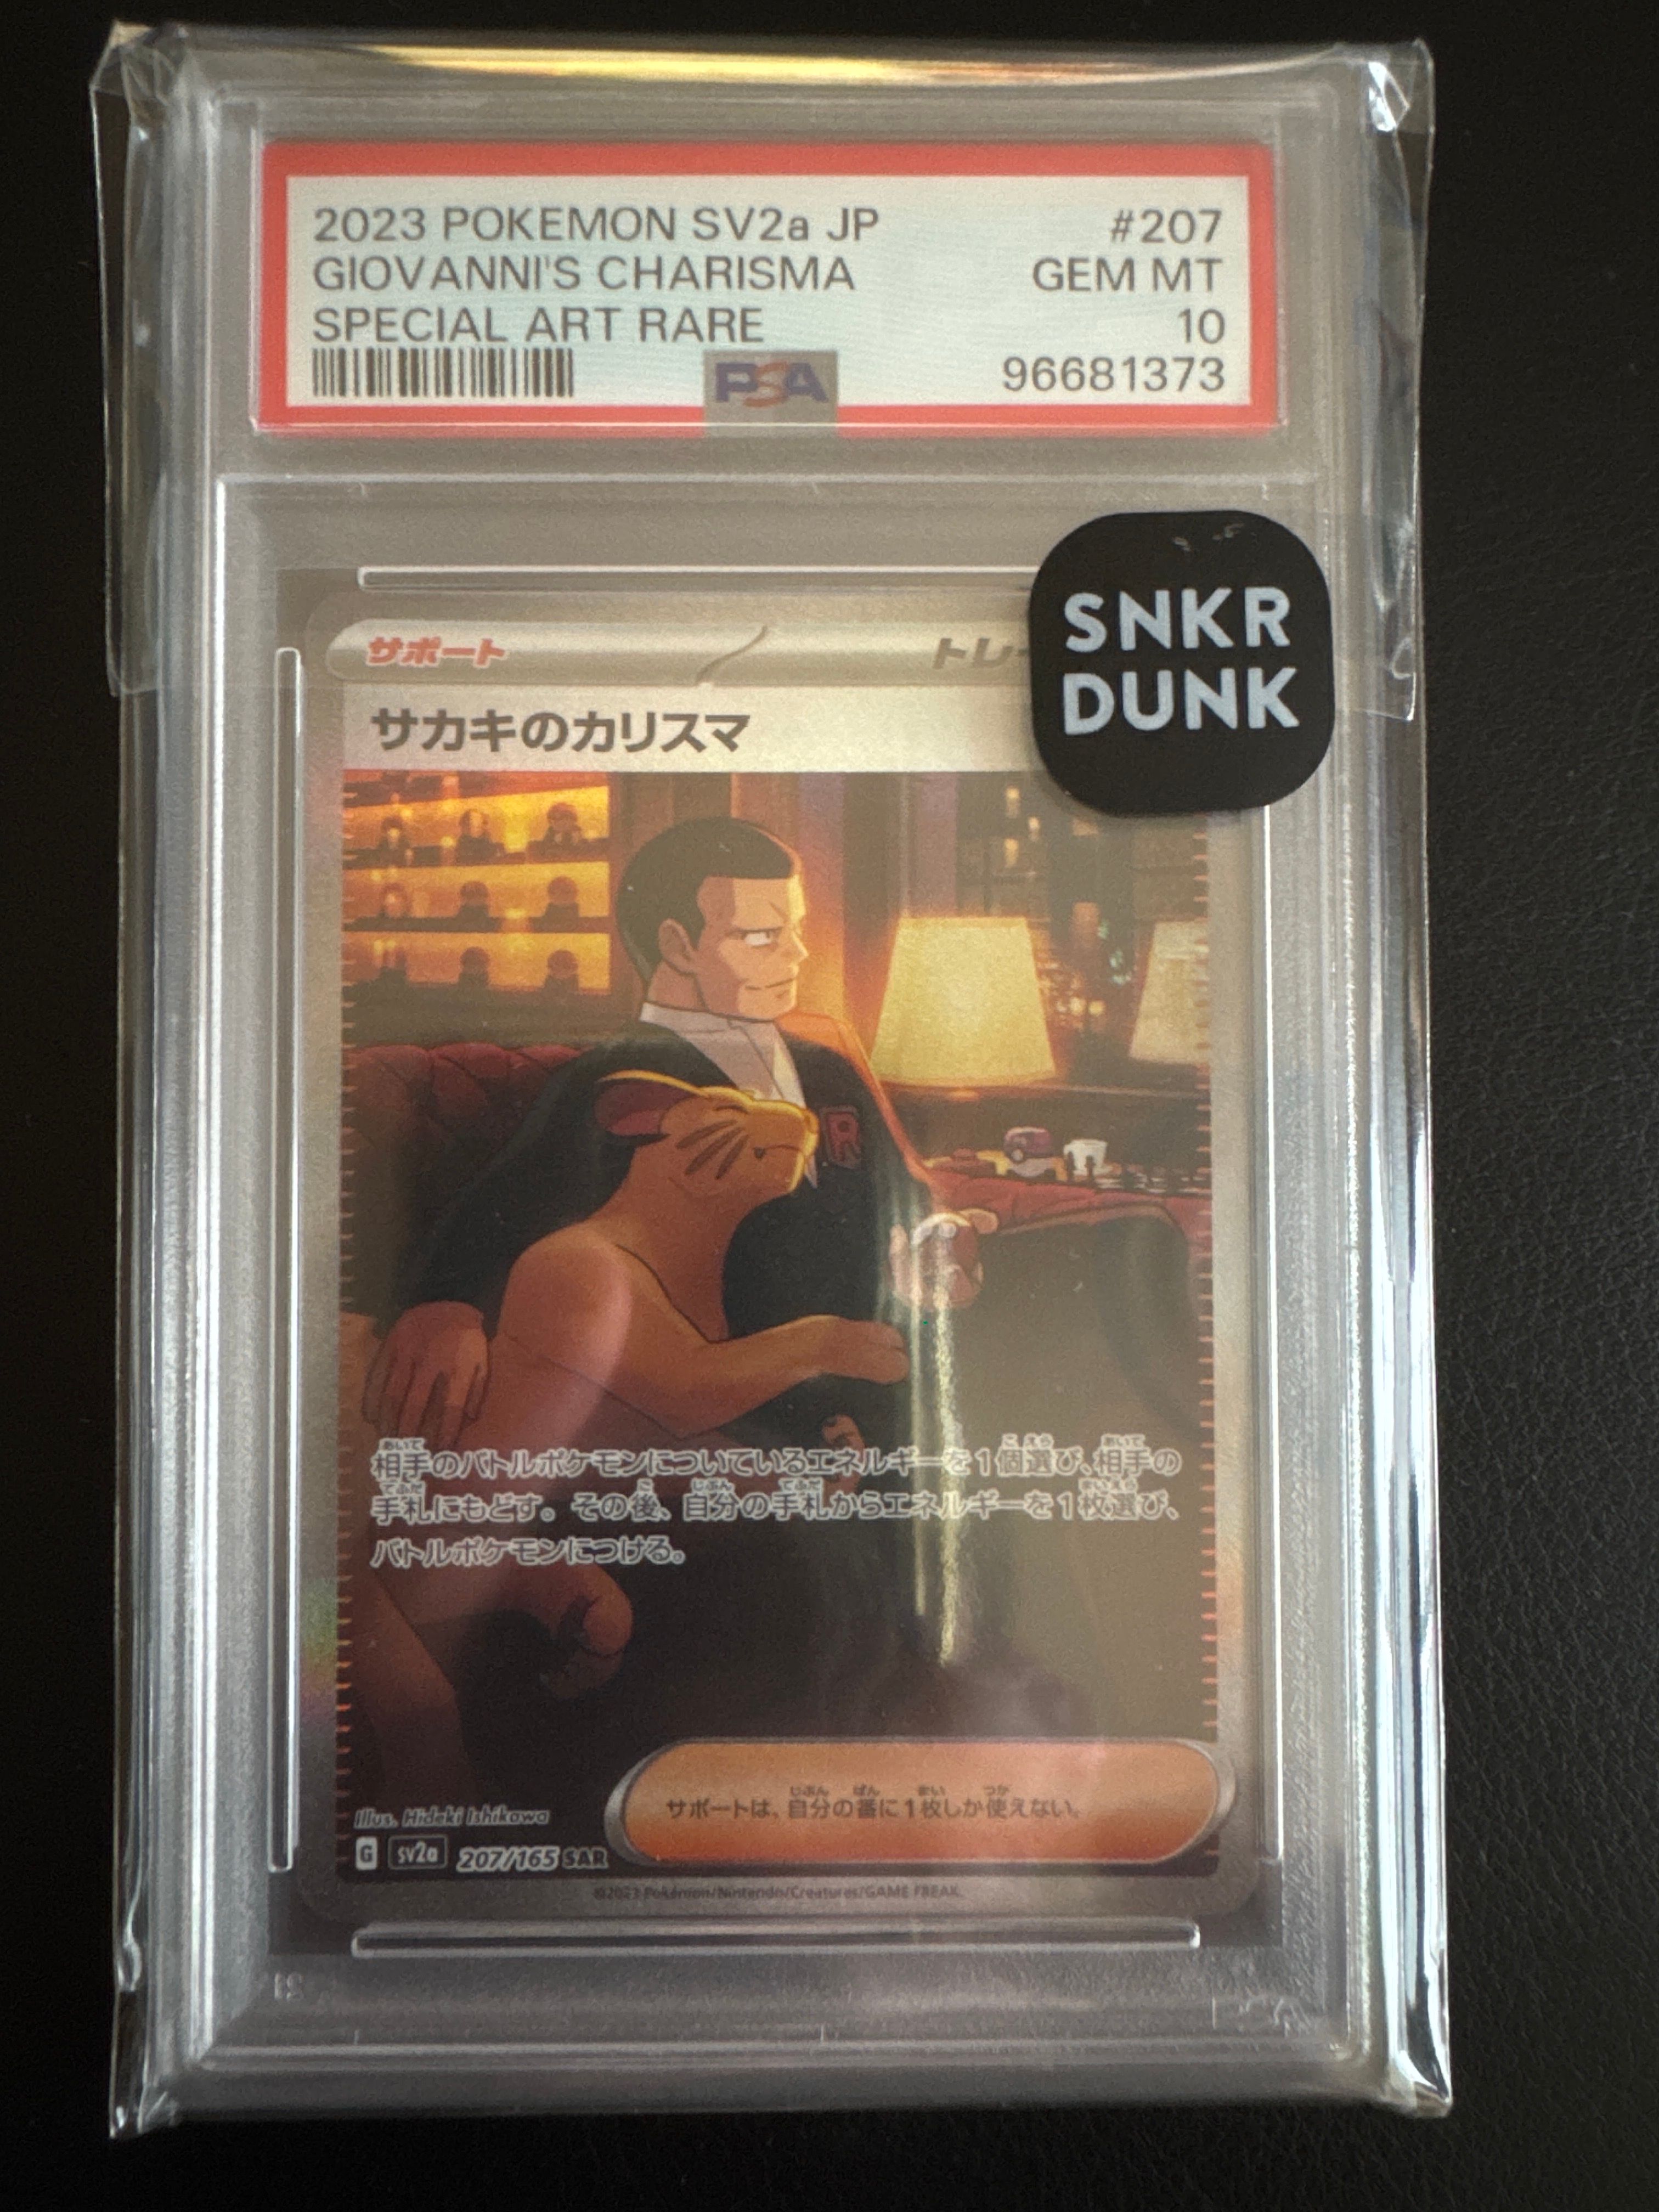 2023 POKEMON SV2a JP #207
GIOVANNI'S CHARISMA GEM MT
SPECIAL ART RARE 10
PSA 96681373
SNKR
DUNK
サポート トレー
サカキのカリスマ
R
相手のバトルポケモンについているエネルギーを1個選び、相手の
手札にもどす。その後、自分の手札からエネルギーを1枚選び、
バトルポケモンにつける。
サポートは、自分の番に1枚しか使えない。
Illus. Hideki Ishikawa
G sv2a 207/165 SAR
©2023 Pokémon/Nintendo/Creatures/GAME FREAK.